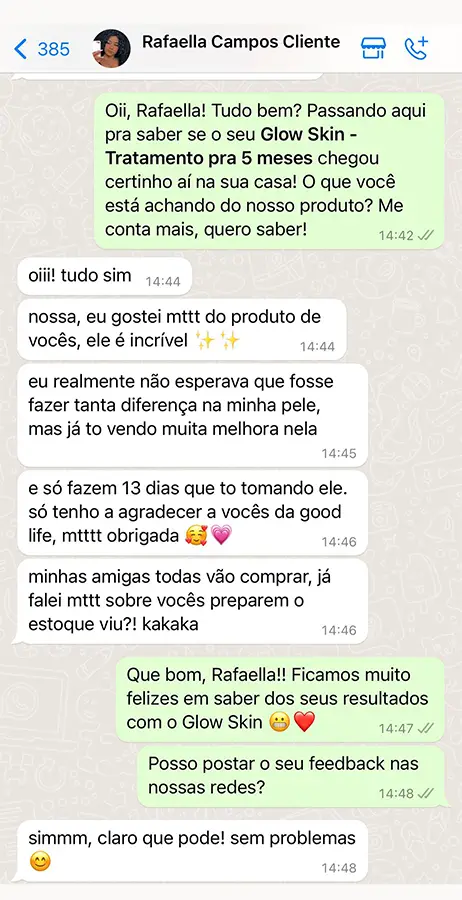 385
Rafaella Campos Cliente
Oii, Rafaella! Tudo bem? Passando aqui
pra saber se o seu Glow Skin -
Tratamento pra 5 meses chegou
certinho aí na sua casa! O que você
está achando do nosso produto? Me
conta mais, quero saber!
14:42
oiii! tudo sim
14:44
nossa, eu gostei mttt do produto de
vocês, ele é incrível ✨ ✨
14:44
eu realmente não esperava que fosse
fazer tanta diferença na minha pele,
mas já to vendo muita melhora nela
14:45
e só fazem 13 dias que to tomando ele.
só tenho a agradecer a vocês da good
life, mtttt obrigada 🥰💗
14:46
minhas amigas todas vão comprar, já
falei mttt sobre vocês preparem o
estoque viu?! kakaka
14:46
Que bom, Rafaella!! Ficamos muito
felizes em saber dos seus resultados
com o Glow Skin 😬❤️
14:47
Posso postar o seu feedback nas
nossas redes?
14:48
simmm, claro que pode! sem problemas
😊
14:48